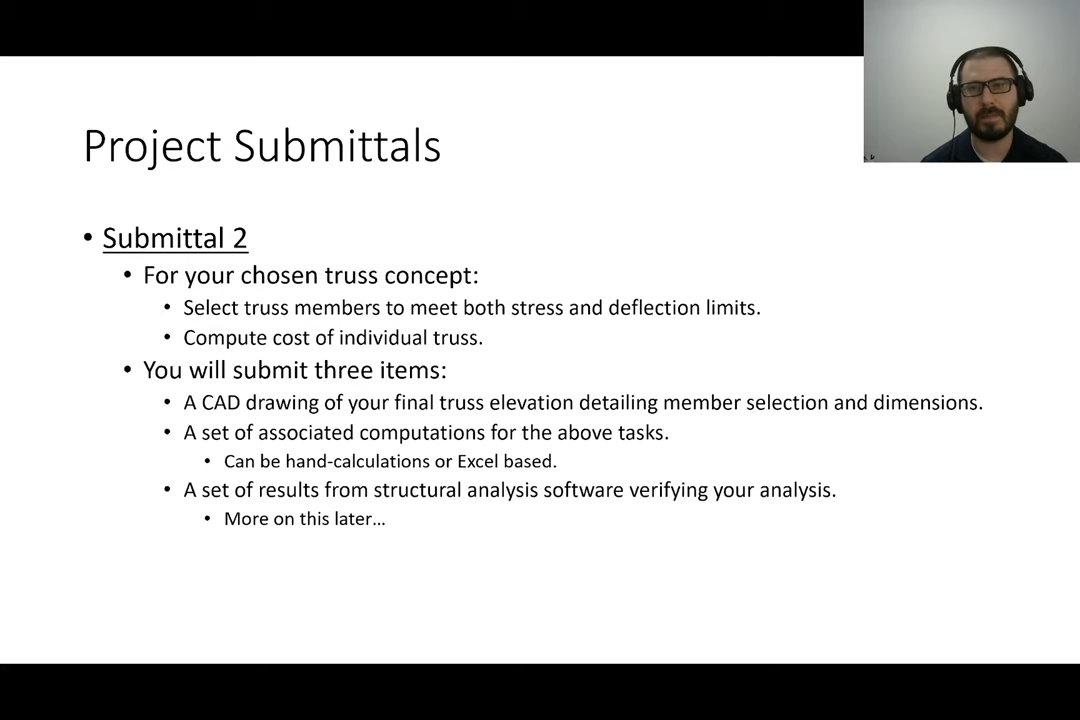 Project Submittals
• Submittal 2
• For your chosen truss concept:
• Select truss members to meet both stress and deflection limits.
• Compute cost of individual truss.
• You will submit three items:
• A CAD drawing of your final truss elevation detailing member selection and dimensions.
• A set of associated computations for the above tasks.
• Can be hand-calculations or Excel based.
• A set of results from structural analysis software verifying your analysis.
• More on this later…